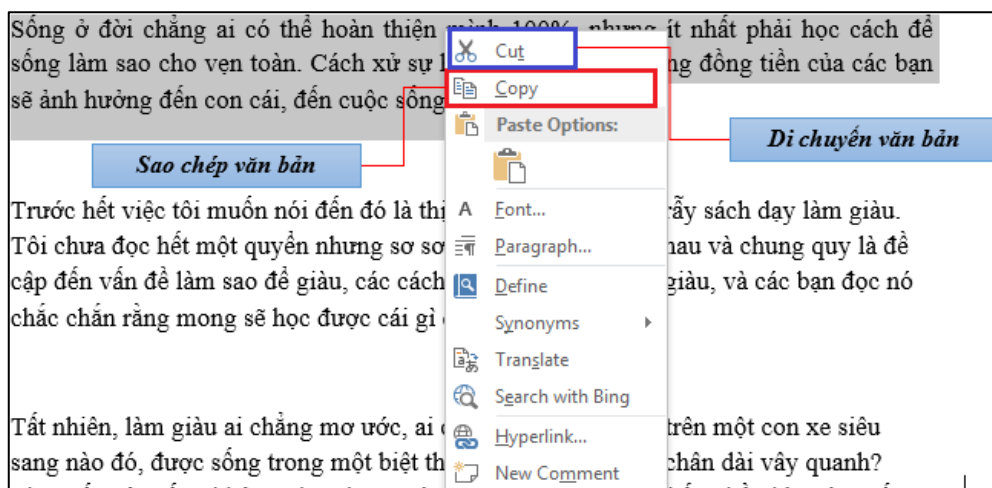 Sống ở đời chẳng ai có thể hoàn thiện mình 100%, nhưng ít nhất phải học cách để
sống làm sao cho vẹn toàn. Cách xử sự ng đồng tiền của các bạn
sẽ ảnh hưởng đến con cái, đến cuộc sống
Cut
Copy
Paste Options:
Di chuyển văn bản
Sao chép văn bản
Font...
Paragraph...
Define
Synonyms
Translate
Search with Bing
Hyperlink...
New Comment
Trước hết việc tôi muốn nói đến đó là thị rẫy sách dạy làm giàu.
Tôi chưa đọc hết một quyển nhưng sơ sơ hau và chung quy là đề
cập đến vấn đề làm sao để giàu, các cách giàu, và các bạn đọc nó
chắc chắn rằng mong sẽ học được cái gì
Tất nhiên, làm giàu ai chẳng mơ ước, ai trên một con xe siêu
sang nào đó, được sống trong một biệt th chân dài vây quanh?